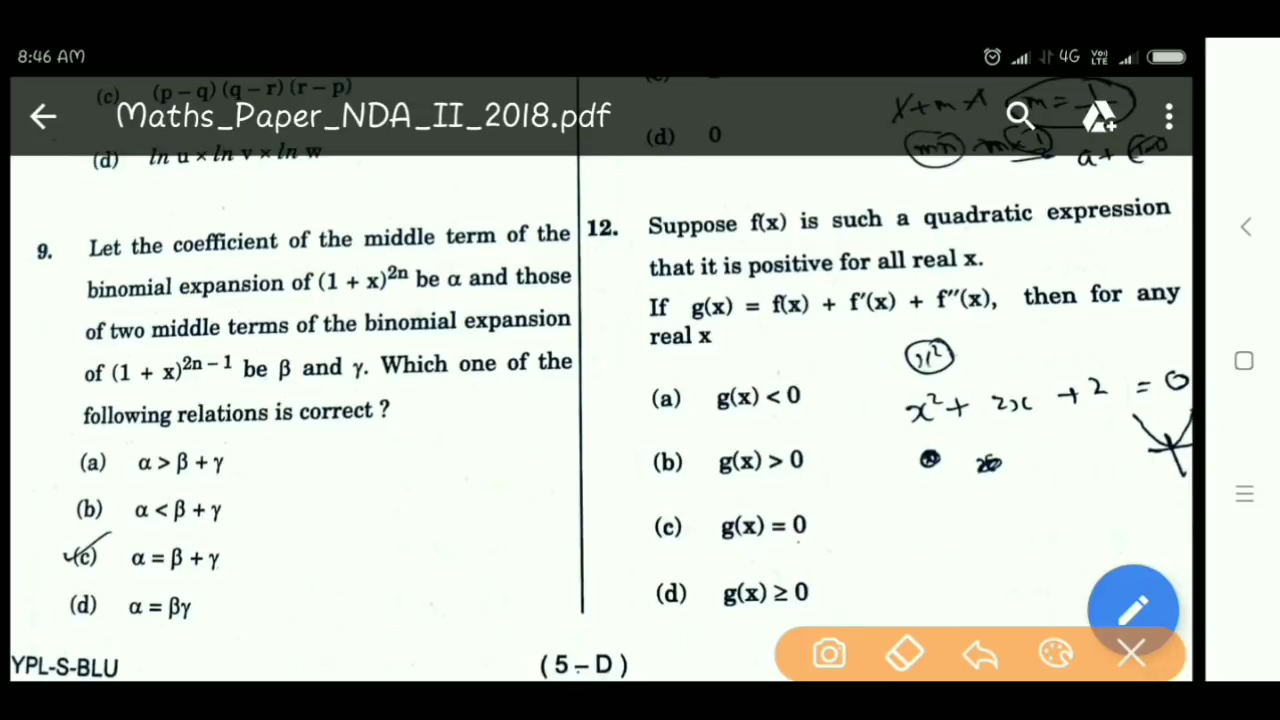 8:46 AM
4G
VoI) LTE
Maths_Paper_NDA_II_2018.pdf
(c) (p – q) (q – r) (r – p)
(d) ln u × ln v × ln w
9. Let the coefficient of the middle term of the
binomial expansion of (1 + x)²ⁿ be α and those
of two middle terms of the binomial expansion
of (1 + x)²ⁿ⁻¹ be β and γ. Which one of the
following relations is correct ?
(a) α > β + γ
(b) α < β + γ
(c) α = β + γ
(d) α = βγ
YPL-S-BLU
(d) 0
12. Suppose f(x) is such a quadratic expression
that it is positive for all real x.
If g(x) = f(x) + f′(x) + f″(x), then for any
real x
(a) g(x) < 0
(b) g(x) > 0
(c) g(x) = 0
(d) g(x) ≥ 0
x²
x² + 2x + 2 = 0
( 5 – D )